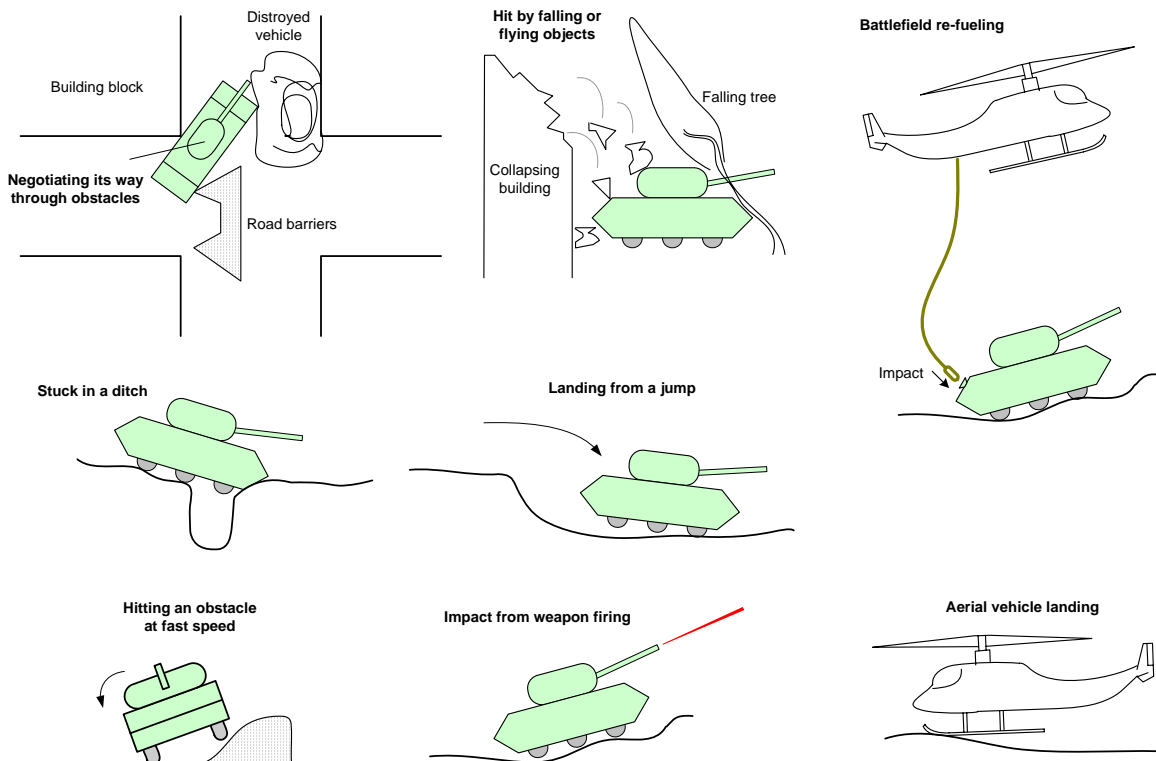 Distroyed
vehicle
Building block
Negotiating its way
through obstacles
Road barriers
Hit by falling or
flying objects
Falling tree
Collapsing
building
Battlefield re-fueling
Impact
Stuck in a ditch
Landing from a jump
Hitting an obstacle
at fast speed
Impact from weapon firing
Aerial vehicle landing